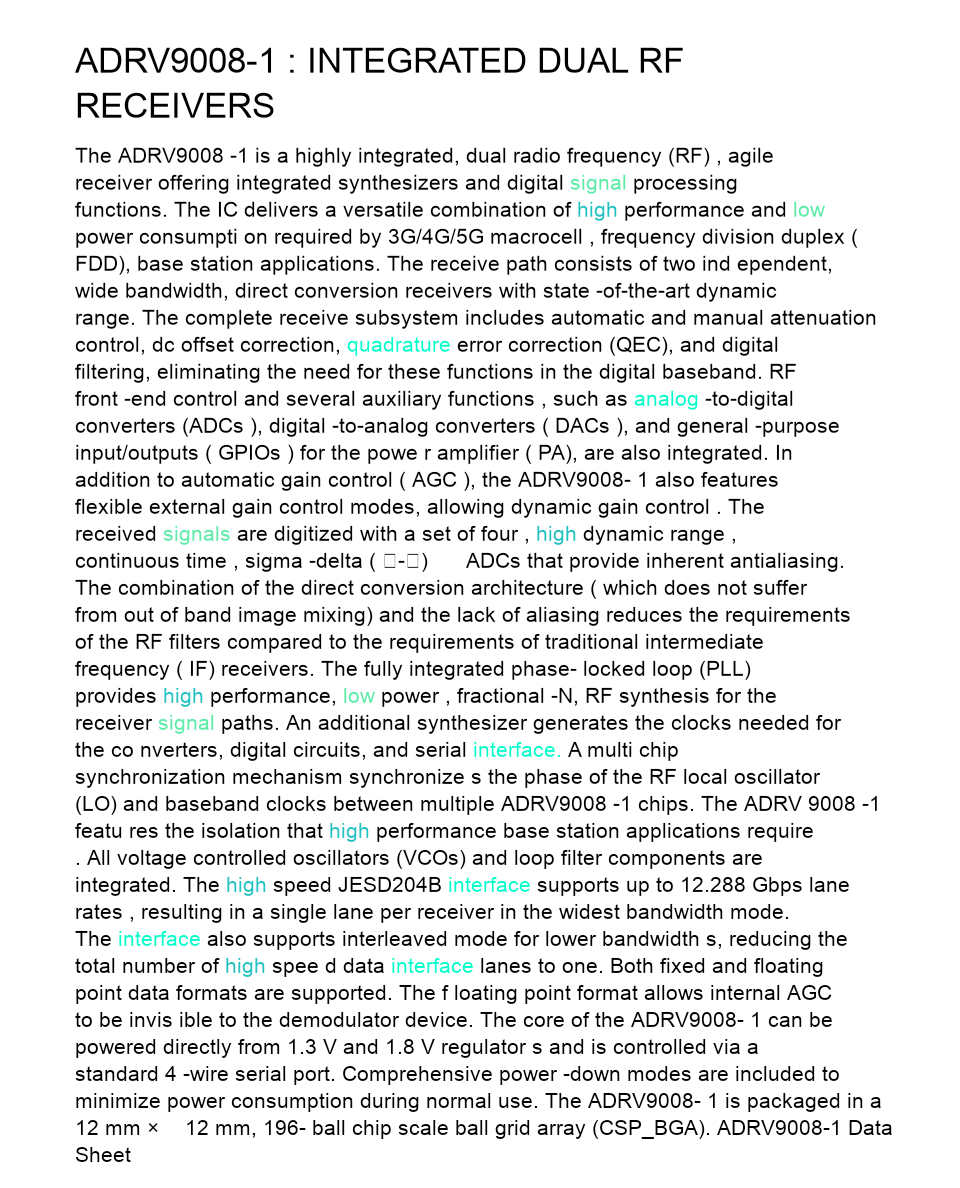 ADRV9008-1 : INTEGRATED DUAL RF
RECEIVERS
The ADRV9008 -1 is a highly integrated, dual radio frequency (RF) , agile
receiver offering integrated synthesizers and digital signal processing
functions. The IC delivers a versatile combination of high performance and low
power consumpti on required by 3G/4G/5G macrocell , frequency division duplex (
FDD), base station applications. The receive path consists of two ind ependent,
wide bandwidth, direct conversion receivers with state -of-the-art dynamic
range. The complete receive subsystem includes automatic and manual attenuation
control, dc offset correction, quadrature error correction (QEC), and digital
filtering, eliminating the need for these functions in the digital baseband. RF
front -end control and several auxiliary functions , such as analog -to-digital
converters (ADCs ), digital -to-analog converters ( DACs ), and general -purpose
input/outputs ( GPIOs ) for the powe r amplifier ( PA), are also integrated. In
addition to automatic gain control ( AGC ), the ADRV9008- 1 also features
flexible external gain control modes, allowing dynamic gain control . The
received signals are digitized with a set of four , high dynamic range ,
continuous time , sigma -delta ( □-□) ADCs that provide inherent antialiasing.
The combination of the direct conversion architecture ( which does not suffer
from out of band image mixing) and the lack of aliasing reduces the requirements
of the RF filters compared to the requirements of traditional intermediate
frequency ( IF) receivers. The fully integrated phase- locked loop (PLL)
provides high performance, low power , fractional -N, RF synthesis for the
receiver signal paths. An additional synthesizer generates the clocks needed for
the co nverters, digital circuits, and serial interface. A multi chip
synchronization mechanism synchronize s the phase of the RF local oscillator
(LO) and baseband clocks between multiple ADRV9008 -1 chips. The ADRV 9008 -1
featu res the isolation that high performance base station applications require
. All voltage controlled oscillators (VCOs) and loop filter components are
integrated. The high speed JESD204B interface supports up to 12.288 Gbps lane
rates , resulting in a single lane per receiver in the widest bandwidth mode.
The interface also supports interleaved mode for lower bandwidth s, reducing the
total number of high spee d data interface lanes to one. Both fixed and floating
point data formats are supported. The f loating point format allows internal AGC
to be invis ible to the demodulator device. The core of the ADRV9008- 1 can be
powered directly from 1.3 V and 1.8 V regulator s and is controlled via a
standard 4 -wire serial port. Comprehensive power -down modes are included to
minimize power consumption during normal use. The ADRV9008- 1 is packaged in a
12 mm × 12 mm, 196- ball chip scale ball grid array (CSP_BGA). ADRV9008-1 Data
Sheet